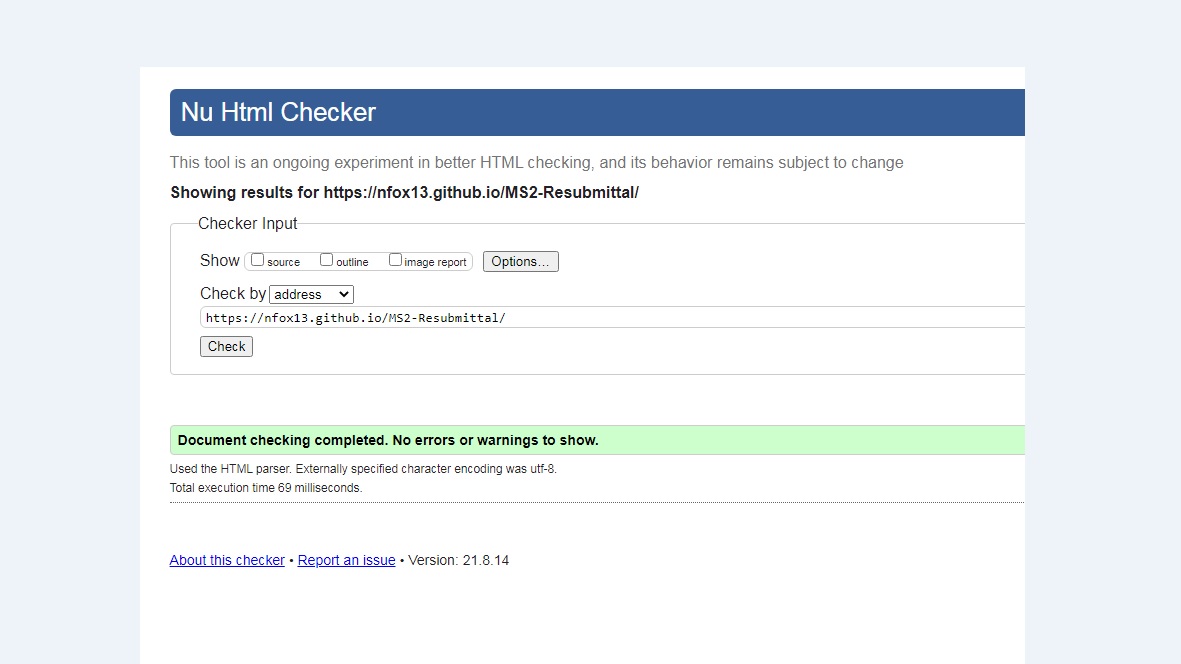 Nu Html Checker
This tool is an ongoing experiment in better HTML checking, and its behavior remains subject to change
Showing results for https://nfox13.github.io/MS2-Resubmittal/
Checker Input
Show source outline image report Options...
Check by address
https://nfox13.github.io/MS2-Resubmittal/
Check
Document checking completed. No errors or warnings to show.
Used the HTML parser. Externally specified character encoding was utf-8.
Total execution time 69 milliseconds.
About this checker • Report an issue • Version: 21.8.14